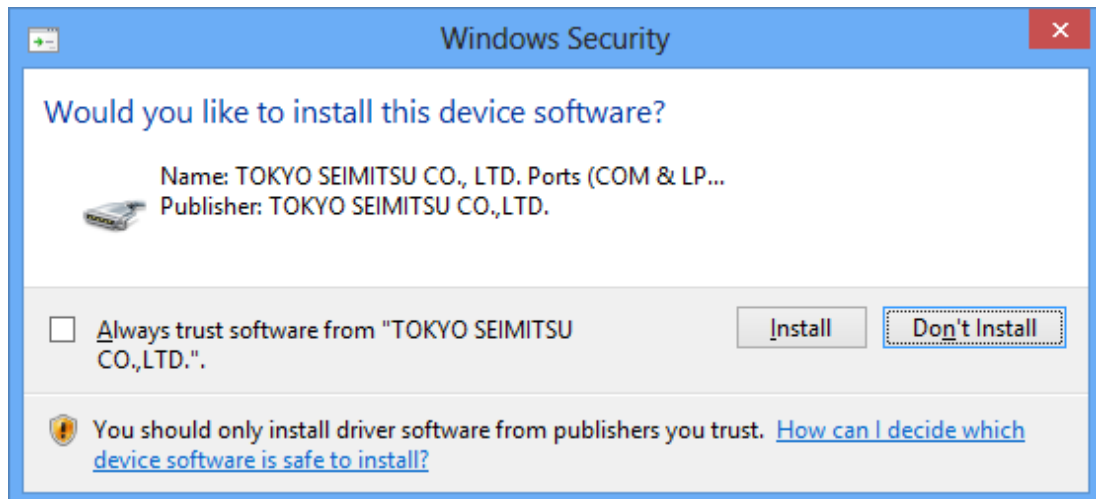 Windows Security
Would you like to install this device software?
Name: TOKYO SEIMITSU CO., LTD. Ports (COM & LP...
Publisher: TOKYO SEIMITSU CO.,LTD.
Always trust software from "TOKYO SEIMITSU
CO.,LTD.".
Install
Don't Install
You should only install driver software from publishers you trust. How can I decide which
device software is safe to install?